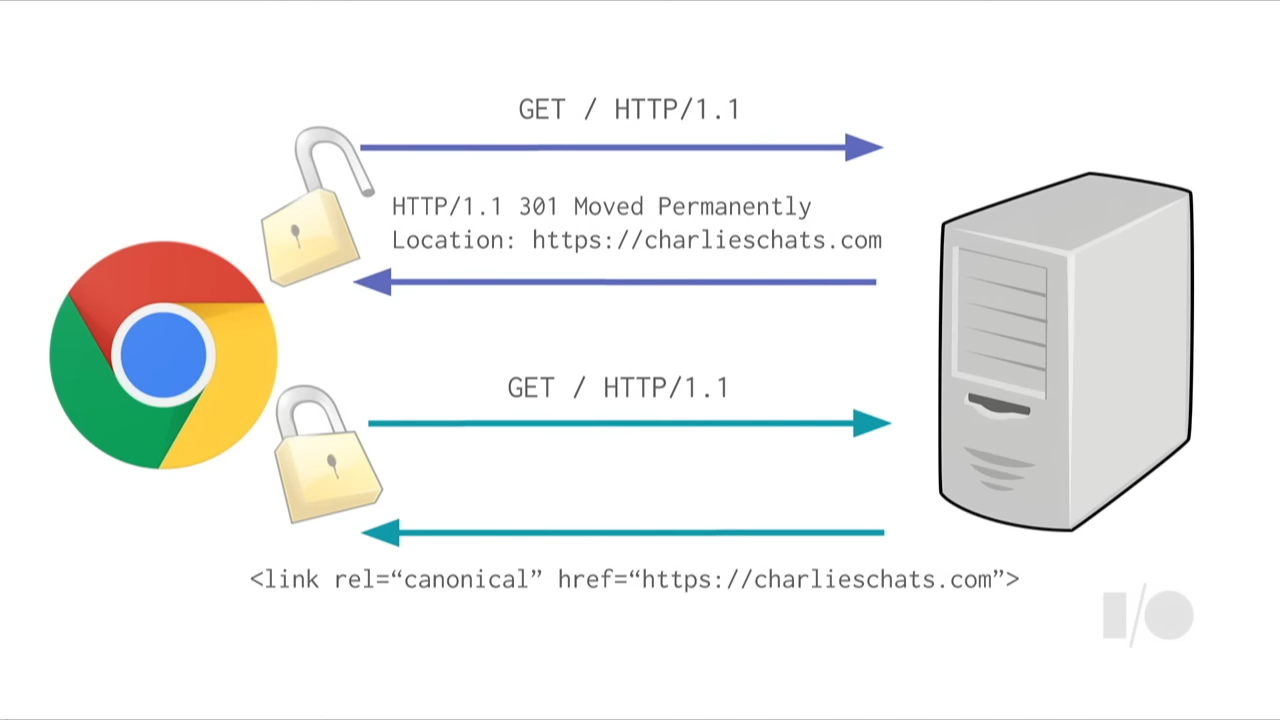 GET / HTTP/1.1
HTTP/1.1 301 Moved Permanently
Location: https://charlieschats.com
GET / HTTP/1.1
<link rel=“canonical” href=“https://charlieschats.com”>
I/O